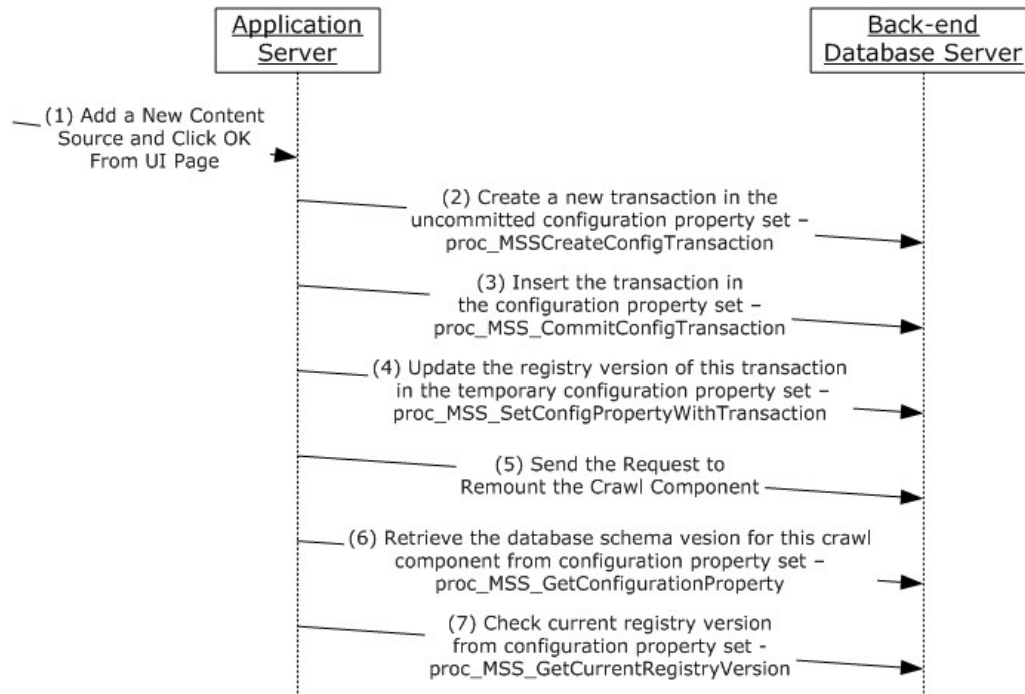 Application
Server
Back-end
Database Server
(1) Add a New Content
Source and Click OK
From UI Page
(2) Create a new transaction in the
uncommitted configuration property set –
proc_MSSCreateConfigTransaction
(3) Insert the transaction in
the configuration property set –
proc_MSS_CommitConfigTransaction
(4) Update the registry version of this transaction
in the temporary configuration property set –
proc_MSS_SetConfigPropertyWithTransaction
(5) Send the Request to
Remount the Crawl Component
(6) Retrieve the database schema vesion for this crawl
component from configuration property set –
proc_MSS_GetConfigurationProperty
(7) Check current registry version
from configuration property set -
proc_MSS_GetCurrentRegistryVersion